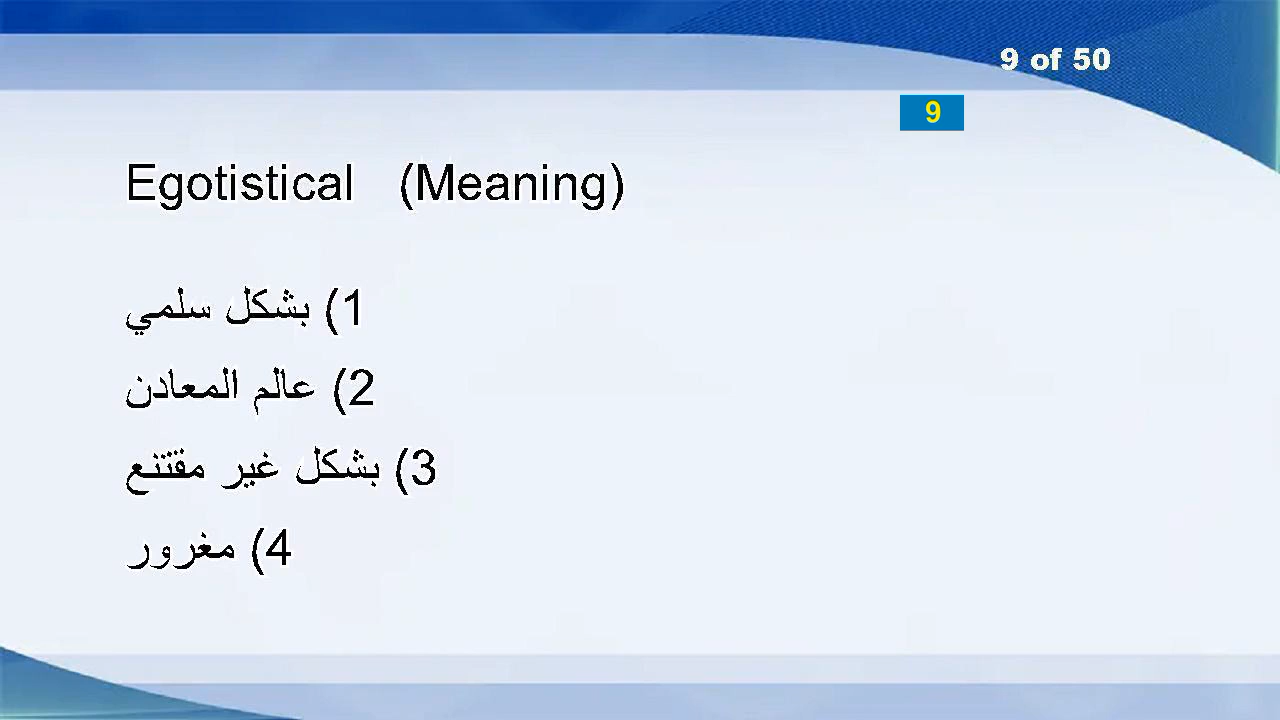 9 of 50
9
Egotistical (Meaning)
1) بشكل سلمي
2) عالم المعادن
3) بشكل غير مقتنع
4) مغرور